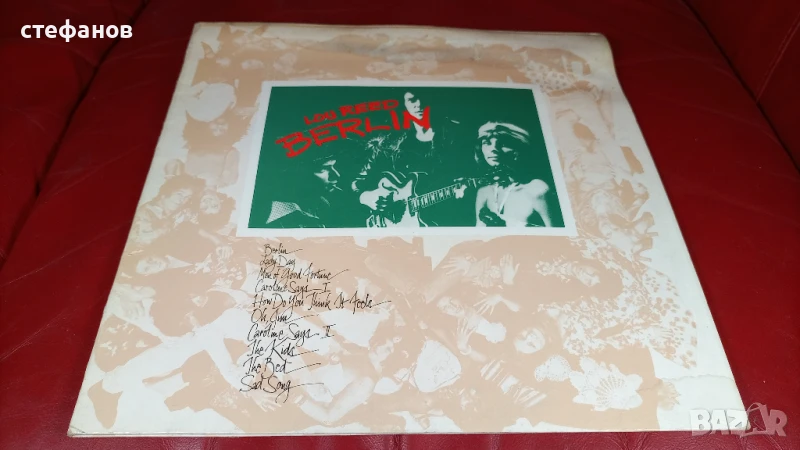 стефанов
LOU REED
BERLIN
Berlin
Lady Day
Men of Good Fortune
Caroline Says I
How Do You Think It Feels
Oh, Jim
Caroline Says II
The Kids
The Bed
Sad Song
BAZAR